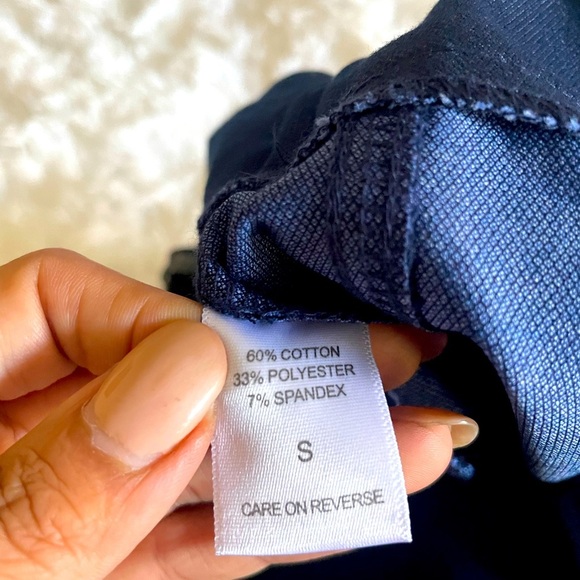 60% COTTON
33% POLYESTER
7% SPANDEX
S
CARE ON REVERSE